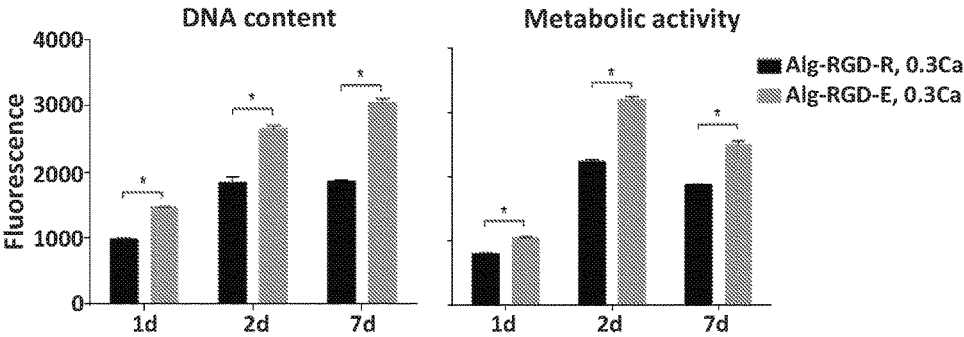 DNA content
Metabolic activity
Fluorescence
4000
3000
2000
1000
0
*
*
*
1d
2d
7d
*
*
*
1d
2d
7d
Alg-RGD-R, 0.3Ca
Alg-RGD-E, 0.3Ca